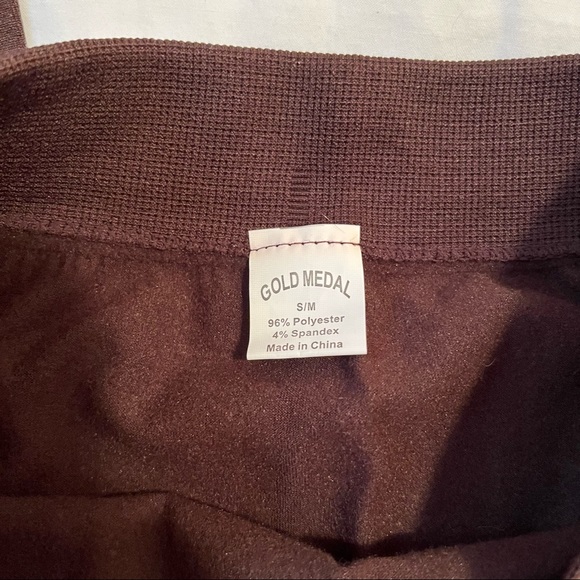 GOLD MEDAL
S/M
96% Polyester
4% Spandex
Made in China